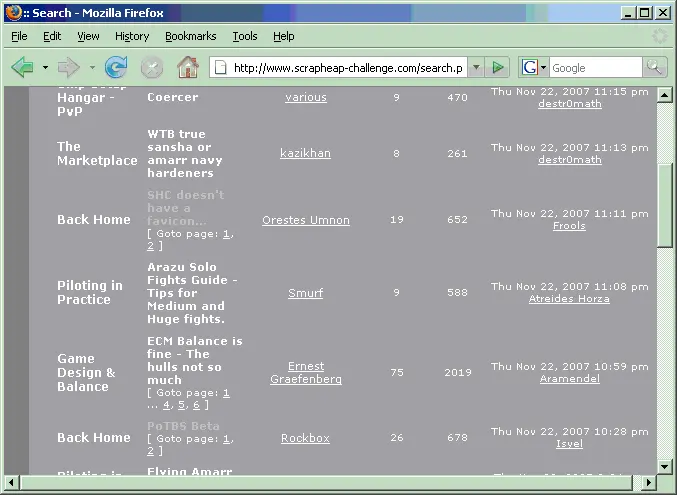 :: Search - Mozilla Firefox
File Edit View History Bookmarks Tools Help
http://www.scrapheap-challenge.com/search.p
G Google
Hangar - PvP Coercer various 9 470 Thu Nov 22, 2007 11:15 pm destr0math
The Marketplace WTB true sansha or amarr navy hardeners kazikhan 8 261 Thu Nov 22, 2007 11:13 pm destr0math
Back Home SHC doesn't have a favicon... [ Goto page: 1, 2 ] Orestes Umnon 19 652 Thu Nov 22, 2007 11:11 pm Frools
Piloting in Practice Arazu Solo Fights Guide - Tips for Medium and Huge fights. Smurf 9 588 Thu Nov 22, 2007 11:08 pm Atreides Horza
Game Design & Balance ECM Balance is fine - The hulls not so much [ Goto page: 1 ... 4, 5, 6 ] Ernest Graefenberg 75 2019 Thu Nov 22, 2007 10:59 pm Aramendel
Back Home PotBS Beta [ Goto page: 1, 2 ] Rockbox 26 678 Thu Nov 22, 2007 10:28 pm Isvel
Piloting in Flying Amarr